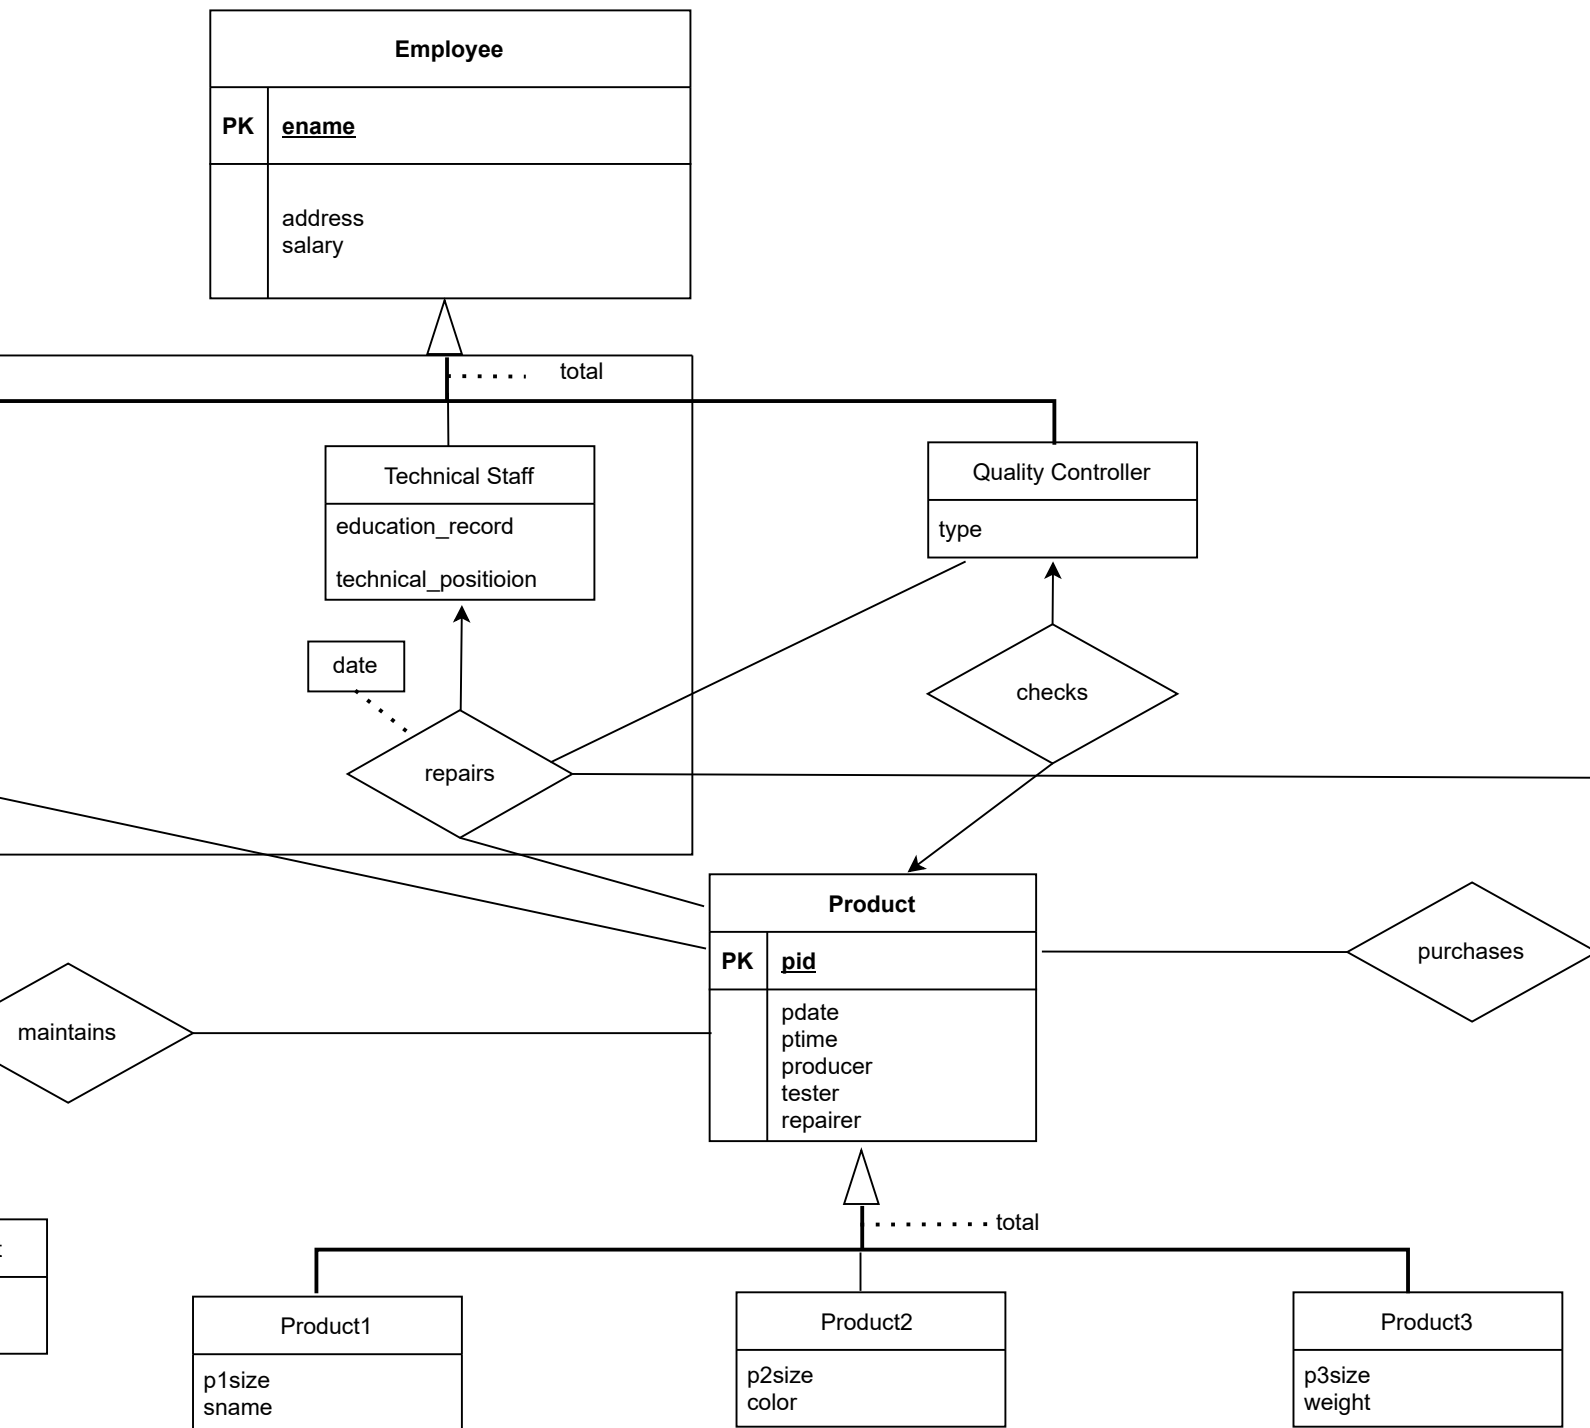 Employee
PK ename
address
salary
total
Technical Staff
education_record
technical_positioion
Quality Controller
type
date
repairs
checks
Product
PK pid
pdate
ptime
producer
tester
repairer
purchases
maintains
total
Product1
p1size
sname
Product2
p2size
color
Product3
p3size
weight